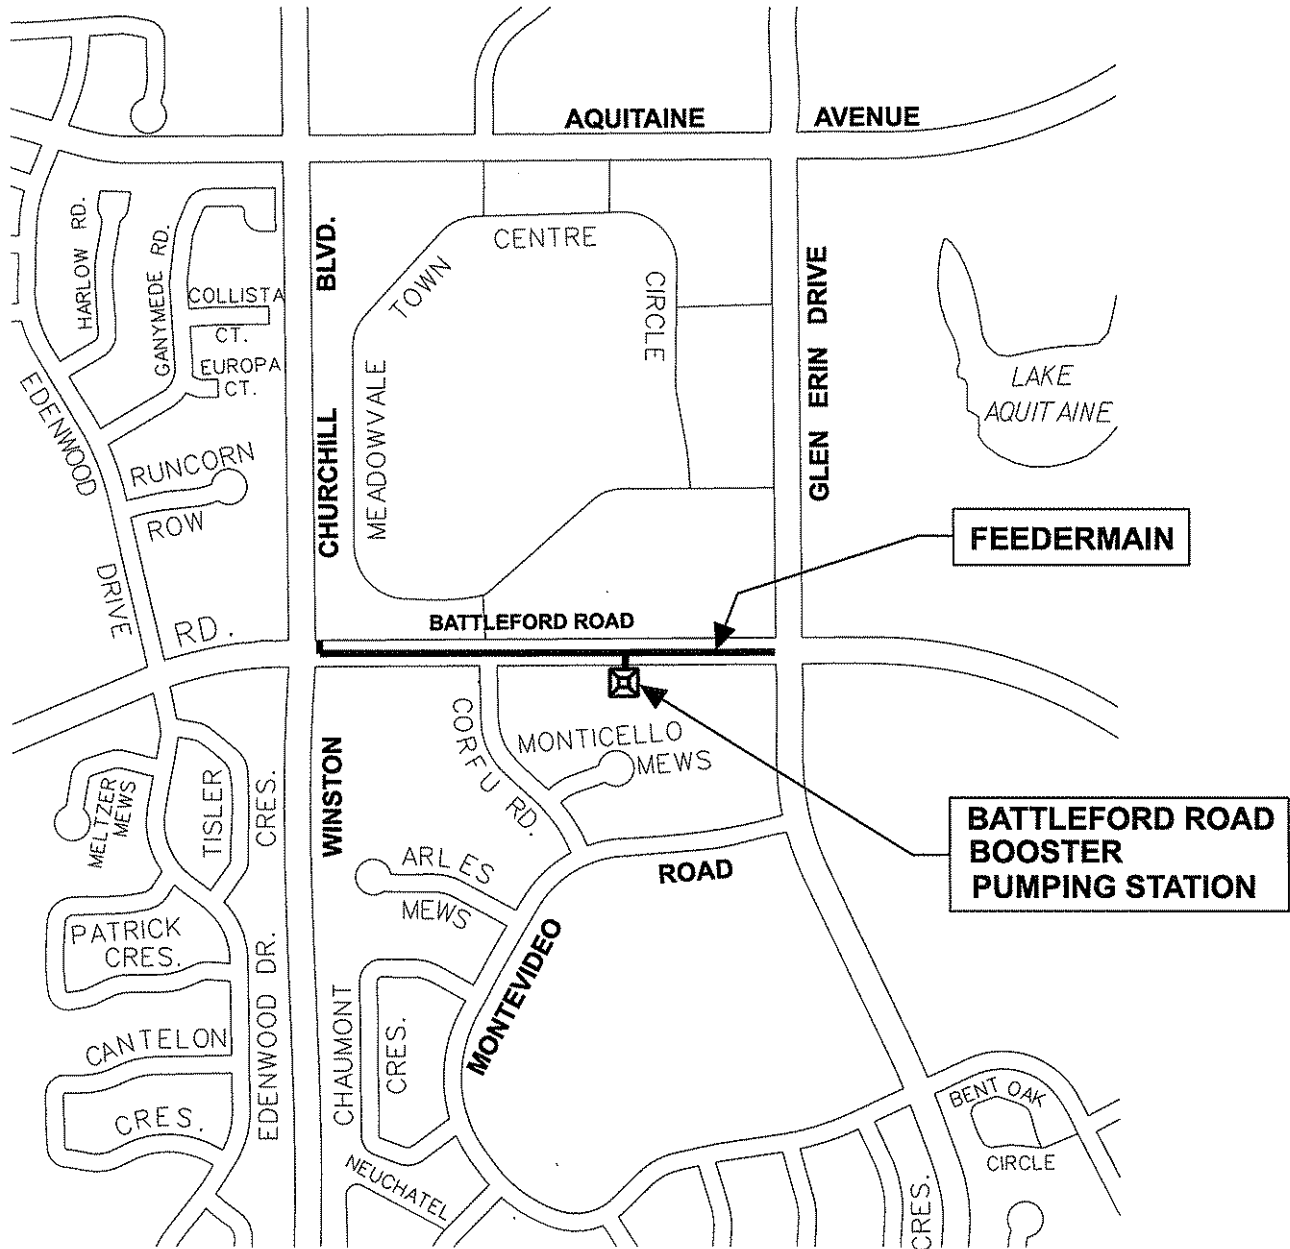 AQUITAINE AVENUE
HARLOW RD.
GANYMEDE RD.
COLLISTA
CT.
EUROPA
CT.
BLVD.
CENTRE
TOWN
CIRCLE
MEADOWVALE
GLEN ERIN DRIVE
LAKE
AQUITAINE
EDENWOOD
DRIVE
RUNCORN
ROW
CHURCHILL
FEEDERMAIN
RD.
BATTLEFORD ROAD
CORFU RD.
MONTICELLO
MEWS
WINSTON
MELTZER
MEWS
TISLER
CRES.
BATTLEFORD ROAD
BOOSTER
PUMPING STATION
ARLES
MEWS
ROAD
MONTEVIDEO
PATRICK
CRES.
EDENWOOD DR.
CHAUMONT
CRES.
CANTELON
CRES.
NEUCHATEL
BENT OAK
CIRCLE
CRES.